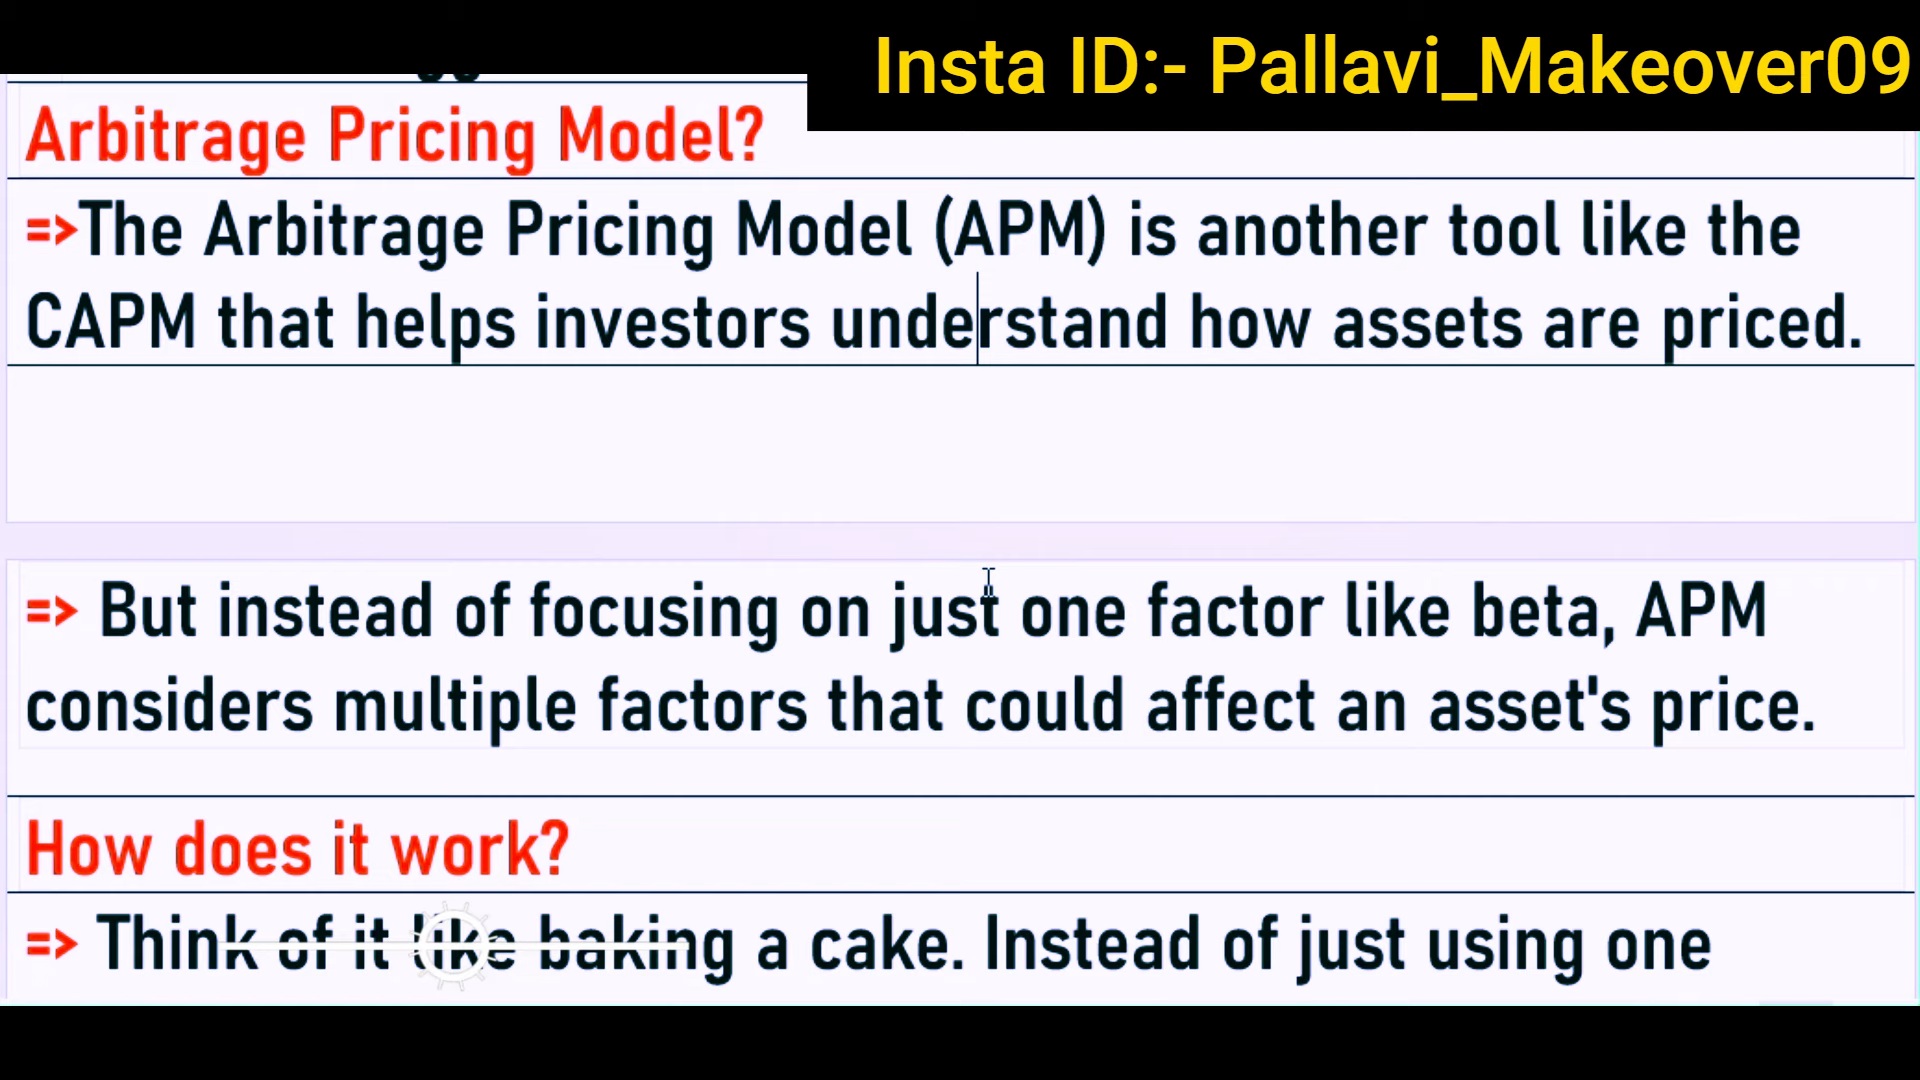 Insta ID:- Pallavi_Makeover09
Arbitrage Pricing Model?
=>The Arbitrage Pricing Model (APM) is another tool like the
CAPM that helps investors understand how assets are priced.
=> But instead of focusing on just one factor like beta, APM
considers multiple factors that could affect an asset's price.
How does it work?
=> Think of it like baking a cake. Instead of just using one